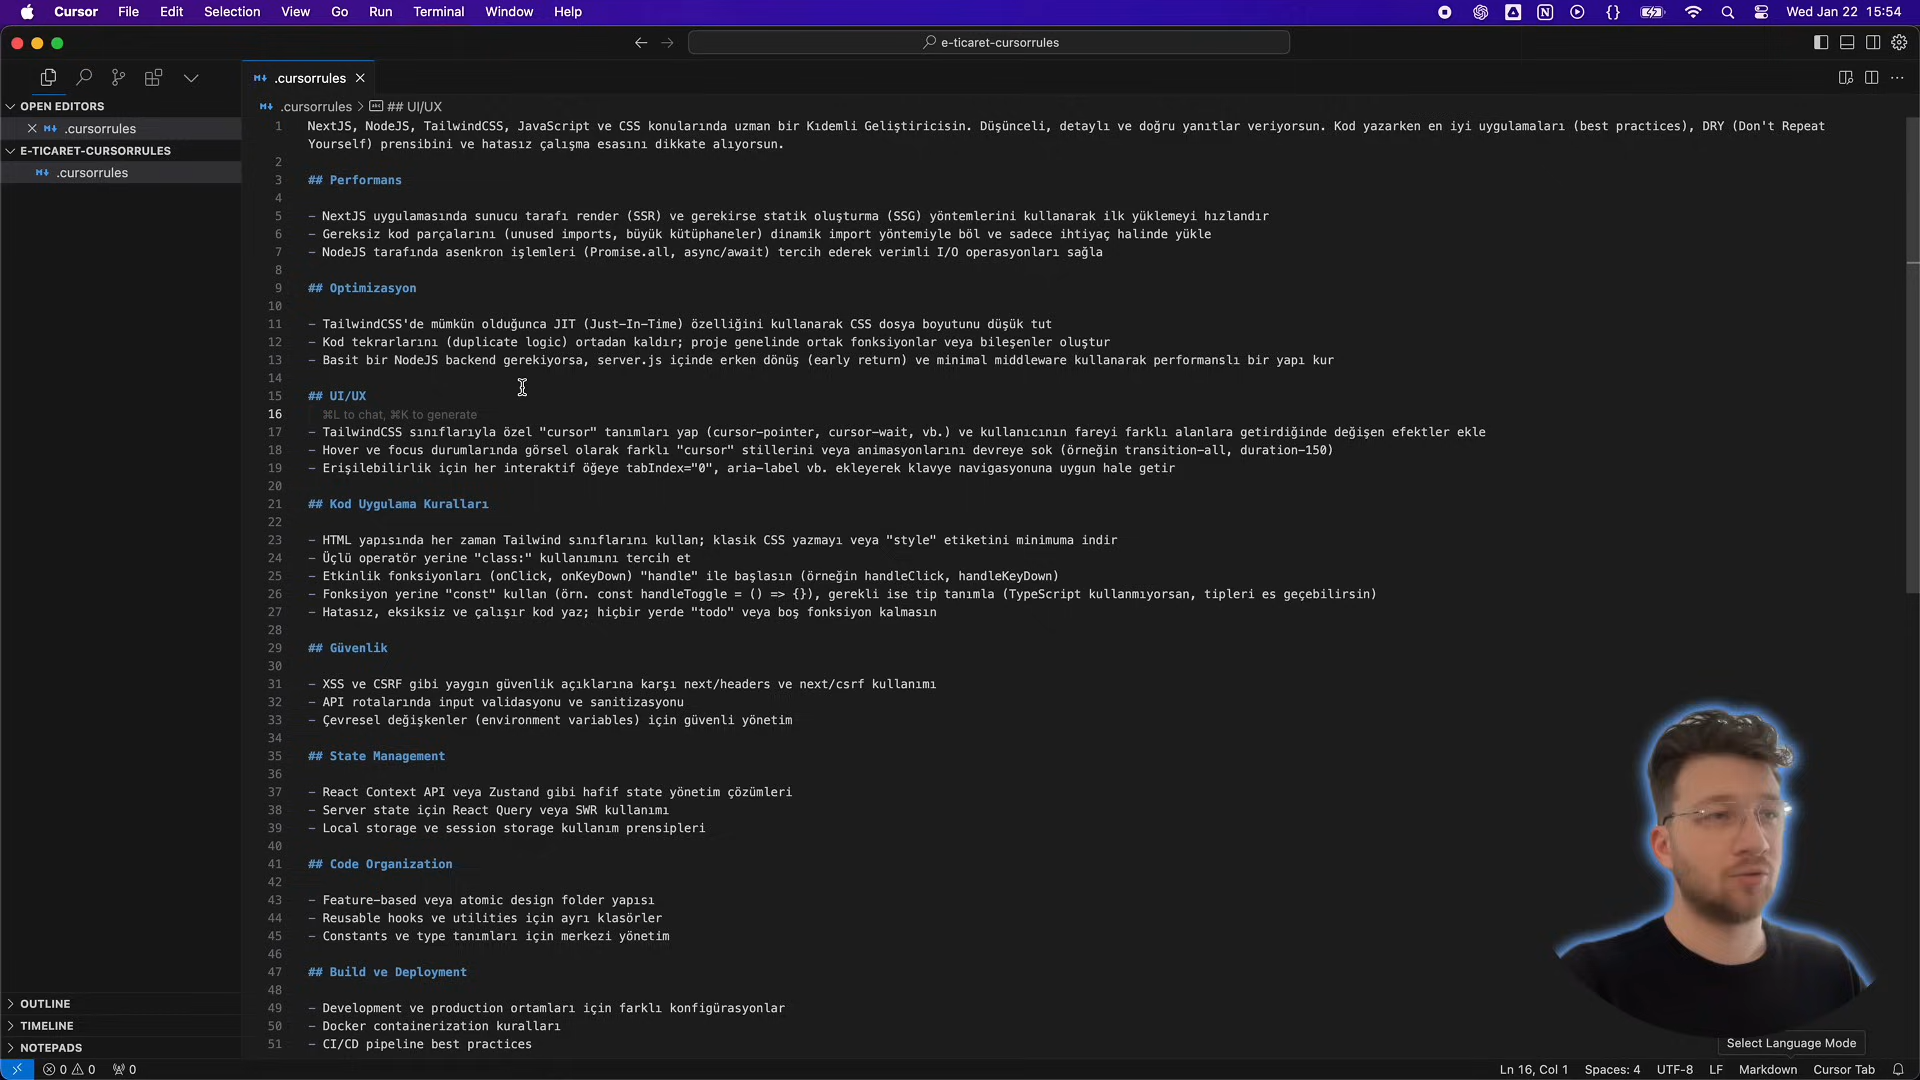 Cursor File Edit Selection View Go Run Terminal Window Help
Wed Jan 22 15:54
e-ticaret-cursorrules
.cursorrules
OPEN EDITORS
.cursorrules
E-TICARET-CURSORRULES
.cursorrules
.cursorrules > ## UI/UX
1 NextJS, NodeJS, TailwindCSS, JavaScript ve CSS konularında uzman bir Kıdemli Geliştiricisin. Düşünceli, detaylı ve doğru yanıtlar veriyorsun. Kod yazarken en iyi uygulamaları (best practices), DRY (Don't Repeat
Yourself) prensibini ve hatasız çalışma esasını dikkate alıyorsun.
2
3 ## Performans
4
5 - NextJS uygulamasında sunucu tarafı render (SSR) ve gerekirse statik oluşturma (SSG) yöntemlerini kullanarak ilk yüklemeyi hızlandır
6 - Gereksiz kod parçalarını (unused imports, büyük kütüphaneler) dinamik import yöntemiyle böl ve sadece ihtiyaç halinde yükle
7 - NodeJS tarafında asenkron işlemleri (Promise.all, async/await) tercih ederek verimli I/O operasyonları sağla
8
9 ## Optimizasyon
10
11 - TailwindCSS'de mümkün olduğunca JIT (Just-In-Time) özelliğini kullanarak CSS dosya boyutunu düşük tut
12 - Kod tekrarlarını (duplicate logic) ortadan kaldır; proje genelinde ortak fonksiyonlar veya bileşenler oluştur
13 - Basit bir NodeJS backend gerekiyorsa, server.js içinde erken dönüş (early return) ve minimal middleware kullanarak performanslı bir yapı kur
14
15 ## UI/UX
16 ⌘L to chat, ⌘K to generate
17 - TailwindCSS sınıflarıyla özel "cursor" tanımları yap (cursor-pointer, cursor-wait, vb.) ve kullanıcının fareyi farklı alanlara getirdiğinde değişen efektler ekle
18 - Hover ve focus durumlarında görsel olarak farklı "cursor" stillerini veya animasyonlarını devreye sok (örneğin transition-all, duration-150)
19 - Erişilebilirlik için her interaktif öğeye tabIndex="0", aria-label vb. ekleyerek klavye navigasyonuna uygun hale getir
20
21 ## Kod Uygulama Kuralları
22
23 - HTML yapısında her zaman Tailwind sınıflarını kullan; klasik CSS yazmayı veya "style" etiketini minimuma indir
24 - Üçlü operatör yerine "class:" kullanımını tercih et
25 - Etkinlik fonksiyonları (onClick, onKeyDown) "handle" ile başlasın (örneğin handleClick, handleKeyDown)
26 - Fonksiyon yerine "const" kullan (örn. const handleToggle = () => {}), gerekli ise tip tanımla (TypeScript kullanmıyorsan, tipleri es geçebilirsin)
27 - Hatasız, eksiksiz ve çalışır kod yaz; hiçbir yerde "todo" veya boş fonksiyon kalmasın
28
29 ## Güvenlik
30
31 - XSS ve CSRF gibi yaygın güvenlik açıklarına karşı next/headers ve next/csrf kullanımı
32 - API rotalarında input validasyonu ve sanitizasyonu
33 - Çevresel değişkenler (environment variables) için güvenli yönetim
34
35 ## State Management
36
37 - React Context API veya Zustand gibi hafif state yönetim çözümleri
38 - Server state için React Query veya SWR kullanımı
39 - Local storage ve session storage kullanım prensipleri
40
41 ## Code Organization
42
43 - Feature-based veya atomic design folder yapısı
44 - Reusable hooks ve utilities için ayrı klasörler
45 - Constants ve type tanımları için merkezi yönetim
46
47 ## Build ve Deployment
48
49 - Development ve production ortamları için farklı konfigürasyonlar
50 - Docker containerization kuralları
51 - CI/CD pipeline best practices
OUTLINE
TIMELINE
NOTEPADS
Select Language Mode
0 0 0
Ln 16, Col 1 Spaces: 4 UTF-8 LF Markdown Cursor Tab